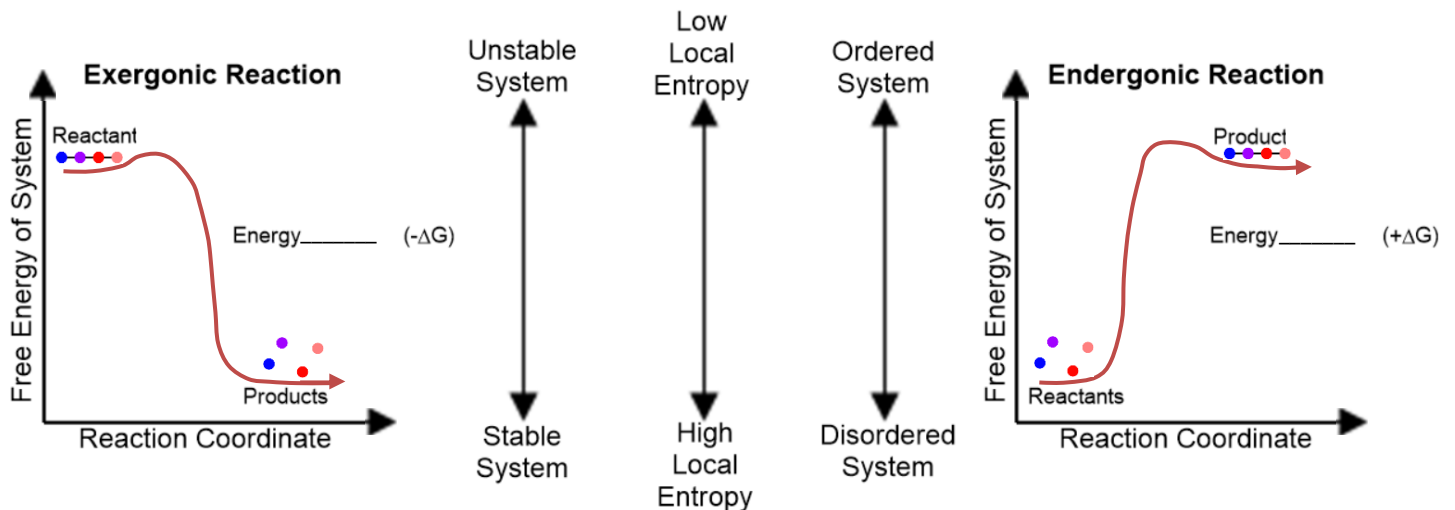 Exergonic Reaction
Free Energy of System
Reactant
Energy_______ (-ΔG)
Products
Reaction Coordinate
Unstable
System
Stable
System
Low
Local
Entropy
High
Local
Entropy
Ordered
System
Disordered
System
Endergonic Reaction
Free Energy of System
Product
Energy_______ (+ΔG)
Reactants
Reaction Coordinate